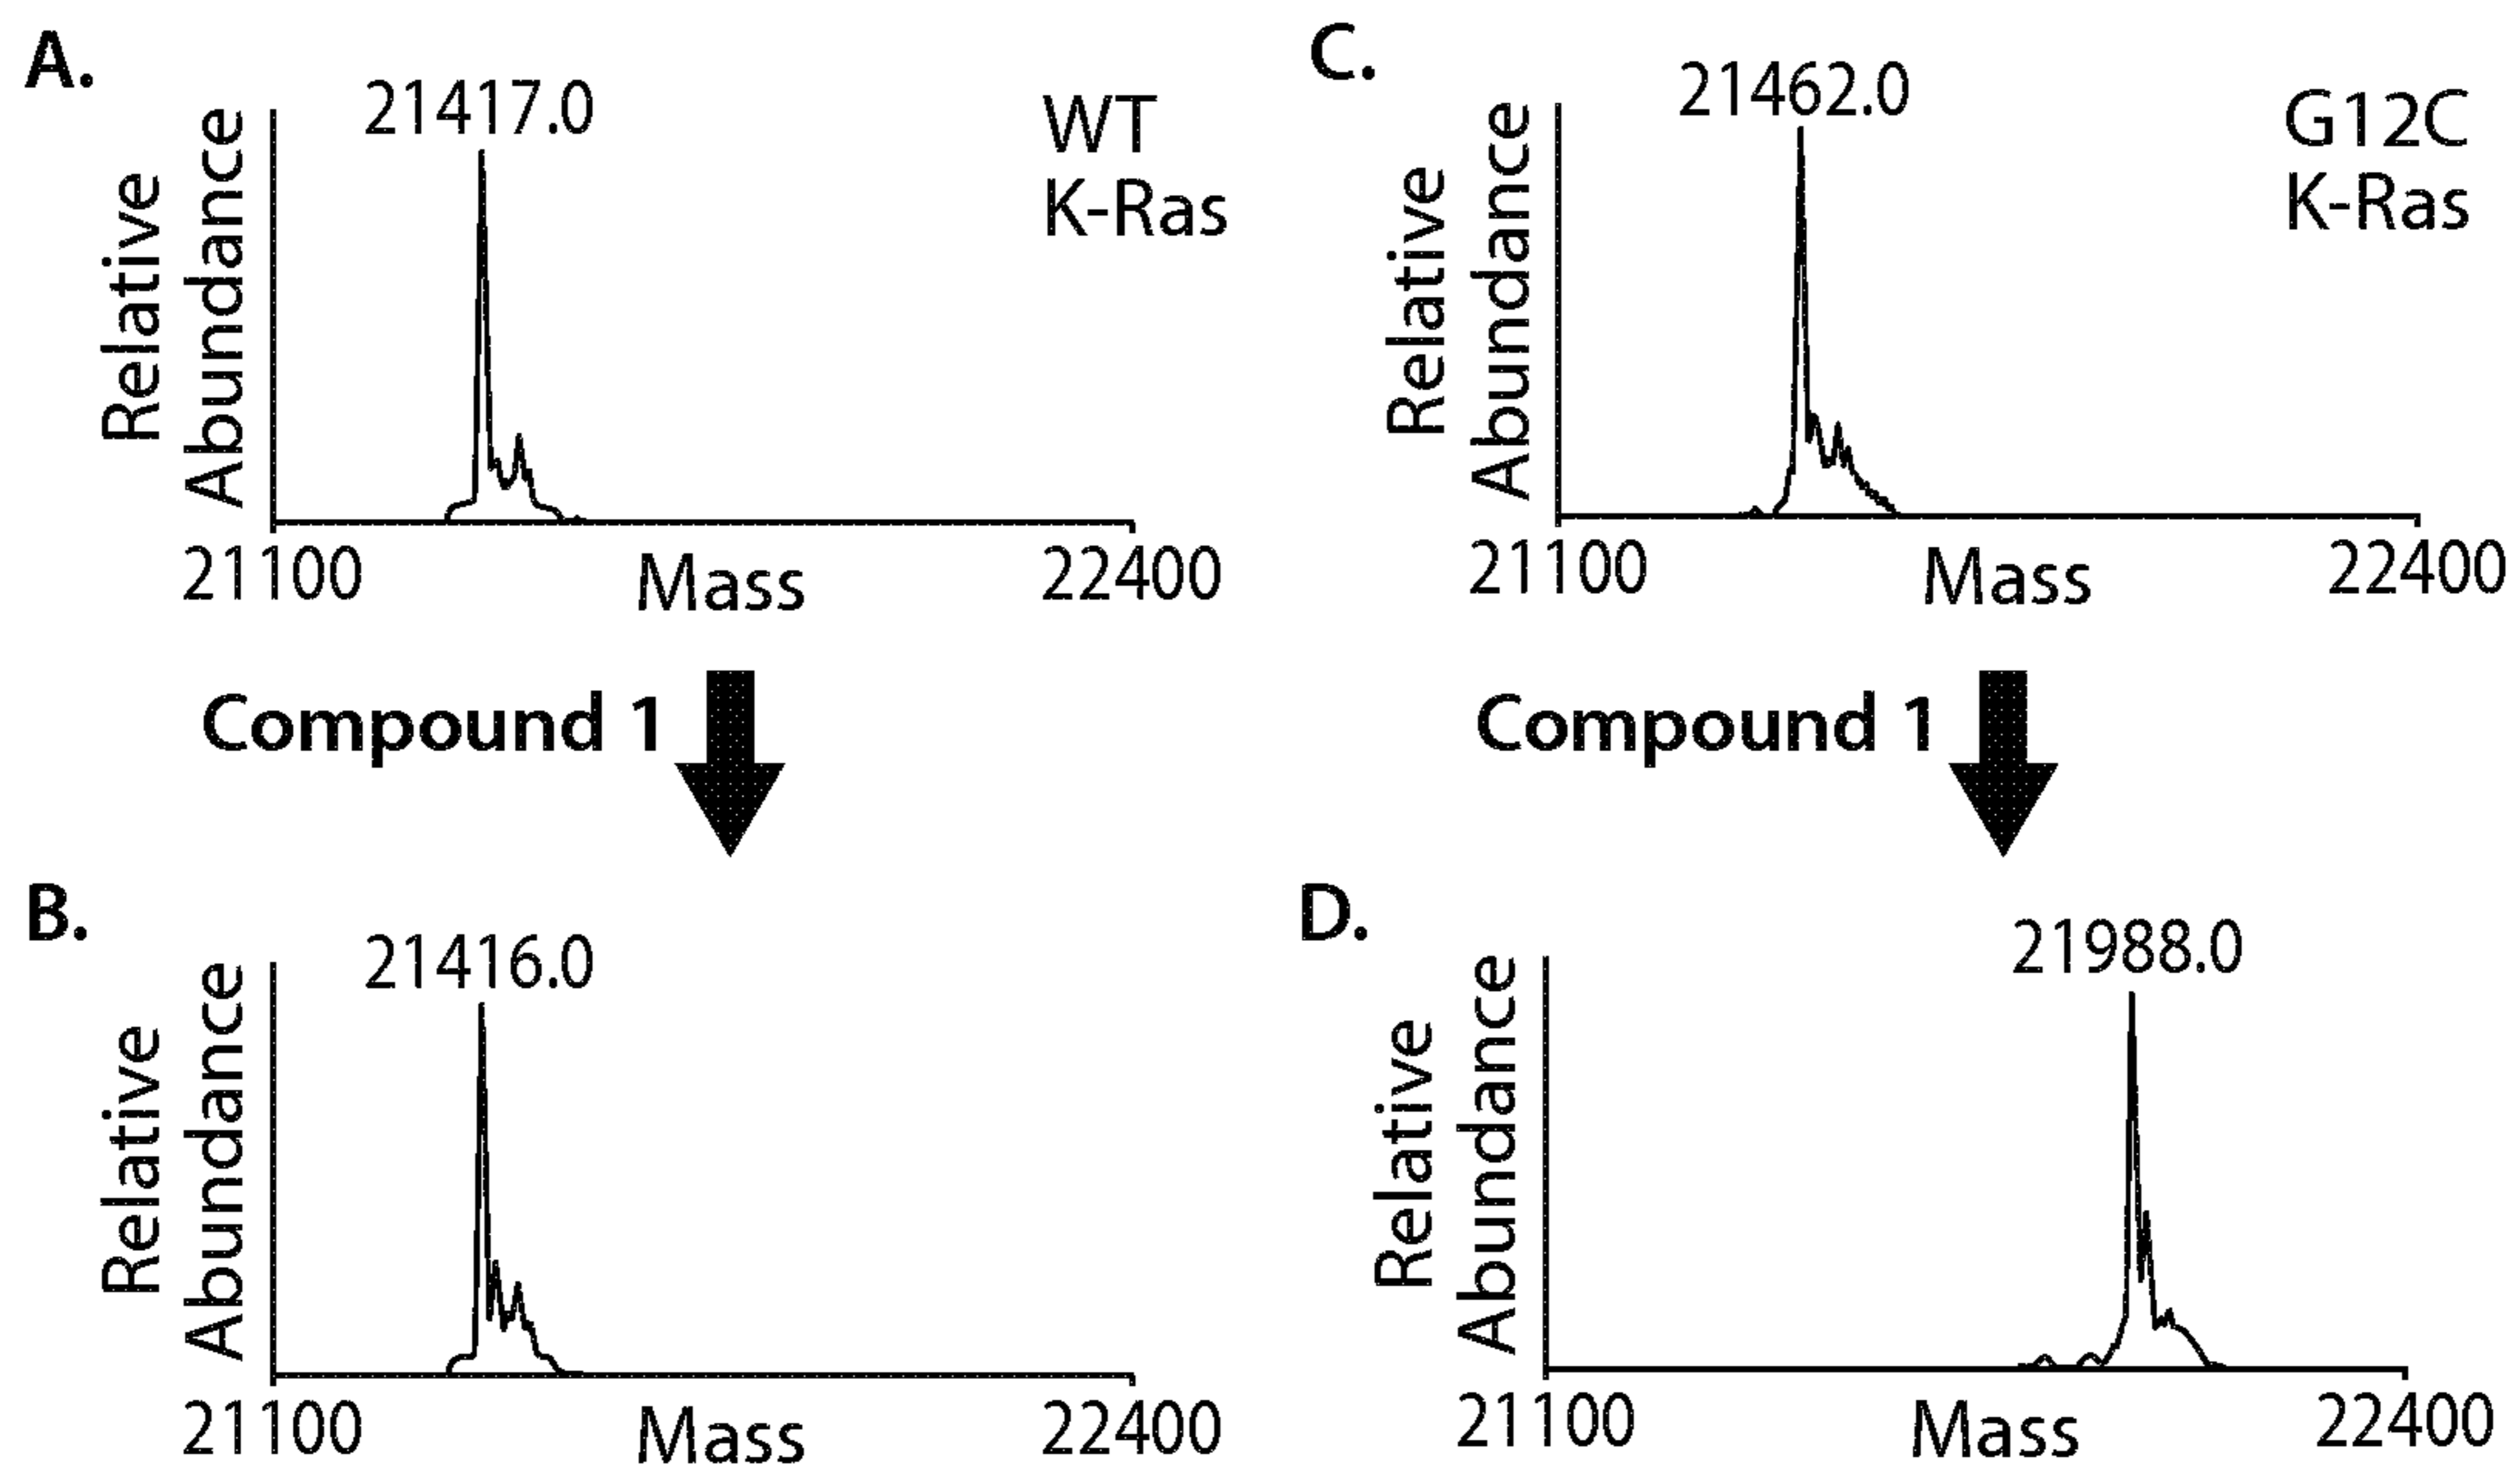 A.
21417.0
WT
K-Ras
Relative
Abundance
21100
Mass
22400
C.
21462.0
G12C
K-Ras
Relative
Abundance
21100
Mass
22400
Compound 1
Compound 1
B.
21416.0
Relative
Abundance
21100
Mass
22400
D.
21988.0
Relative
Abundance
21100
Mass
22400